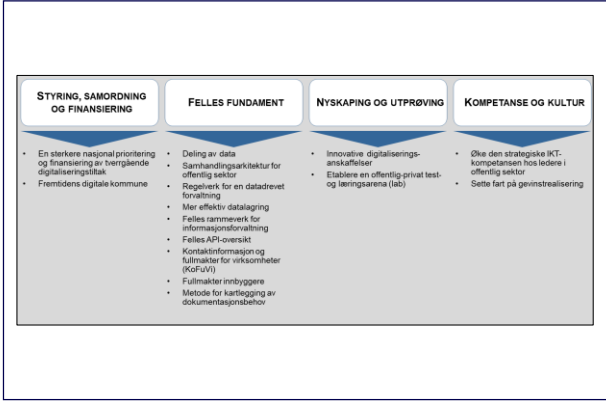 STYRING, SAMORDNING
OG FINANSIERING
• En sterkere nasjonal prioritering
og finansiering av tverrgående
digitaliseringstiltak
• Fremtidens digitale kommune
FELLES FUNDAMENT
• Deling av data
• Samhandlingsarkitektur for
offentlig sektor
• Regelverk for en datadrevet
forvaltning
• Mer effektiv datalagring
• Felles rammeverk for
informasjonsforvaltning
• Felles API-oversikt
• Kontaktinformasjon og
fullmakter for virksomheter
(KoFuVi)
• Fullmakter innbyggere
• Metode for kartlegging av
dokumentasjonsbehov
NYSKAPING OG UTPRØVING
• Innovative digitaliserings-
anskaffelser
• Etablere en offentlig-privat test-
og læringsarena (lab)
KOMPETANSE OG KULTUR
• Øke den strategiske IKT-
kompetansen hos ledere i
offentlig sektor
• Sette fart på gevinstrealisering